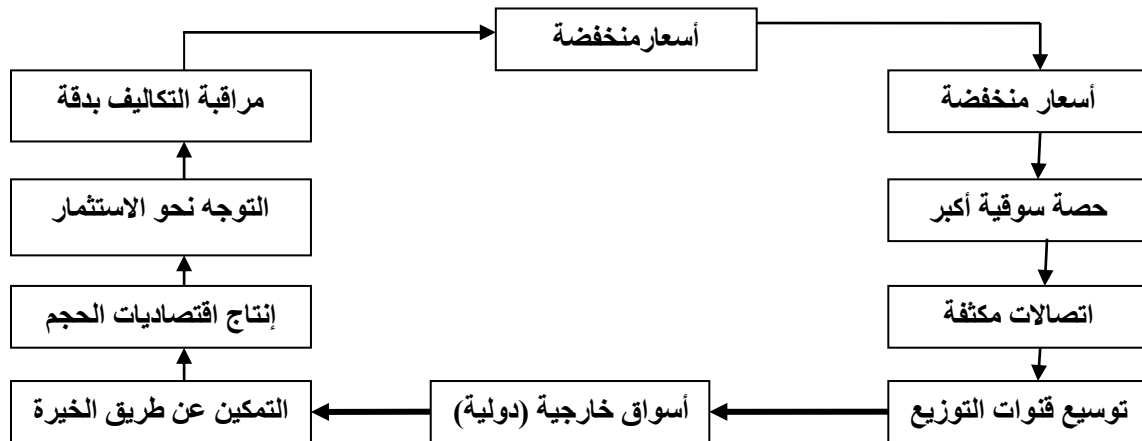 أسعارمنخفضة
مراقبة التكاليف بدقة
أسعار منخفضة
التوجه نحو الاستثمار
حصة سوقية أكبر
إنتاج اقتصاديات الحجم
اتصالات مكثفة
التمكين عن طريق الخيرة
أسواق خارجية (دولية)
توسيع قنوات التوزيع